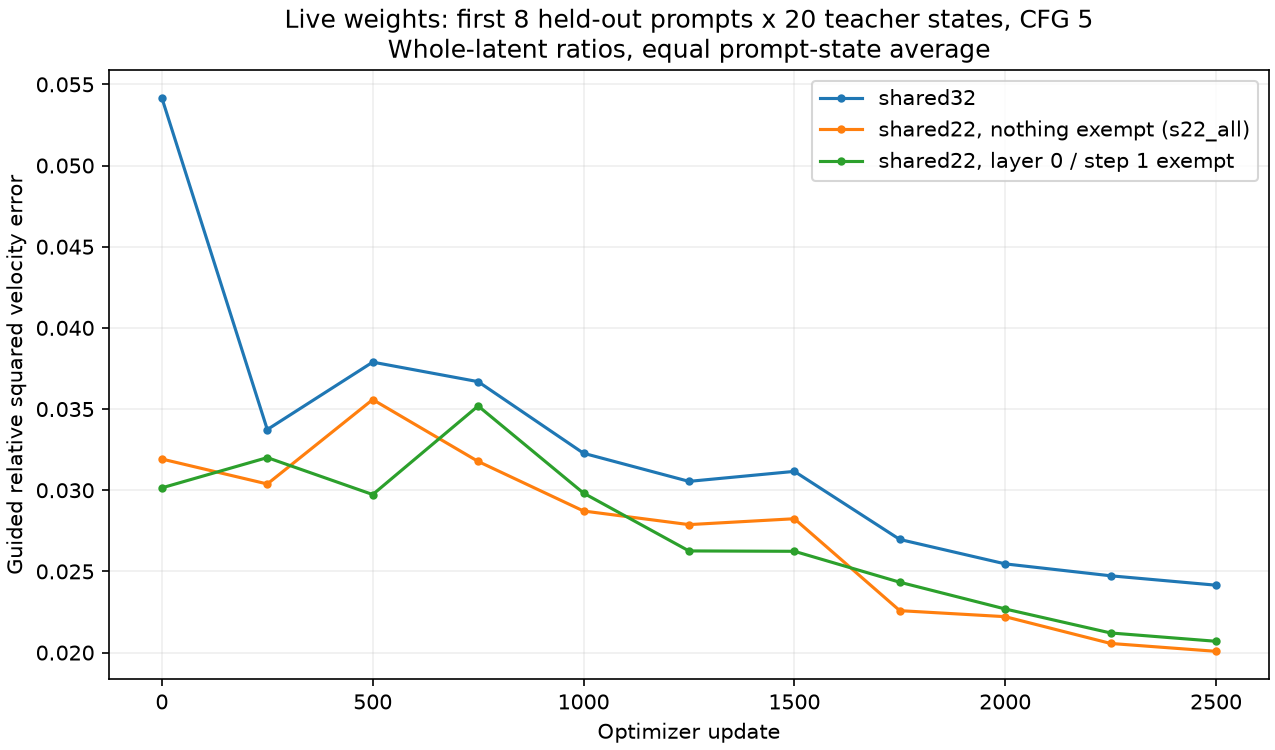 Live weights: first 8 held-out prompts x 20 teacher states, CFG 5
Whole-latent ratios, equal prompt-state average
shared32
shared22, nothing exempt (s22_all)
shared22, layer 0 / step 1 exempt
Guided relative squared velocity error
0.055
0.050
0.045
0.040
0.035
0.030
0.025
0.020
0 500 1000 1500 2000 2500
Optimizer update